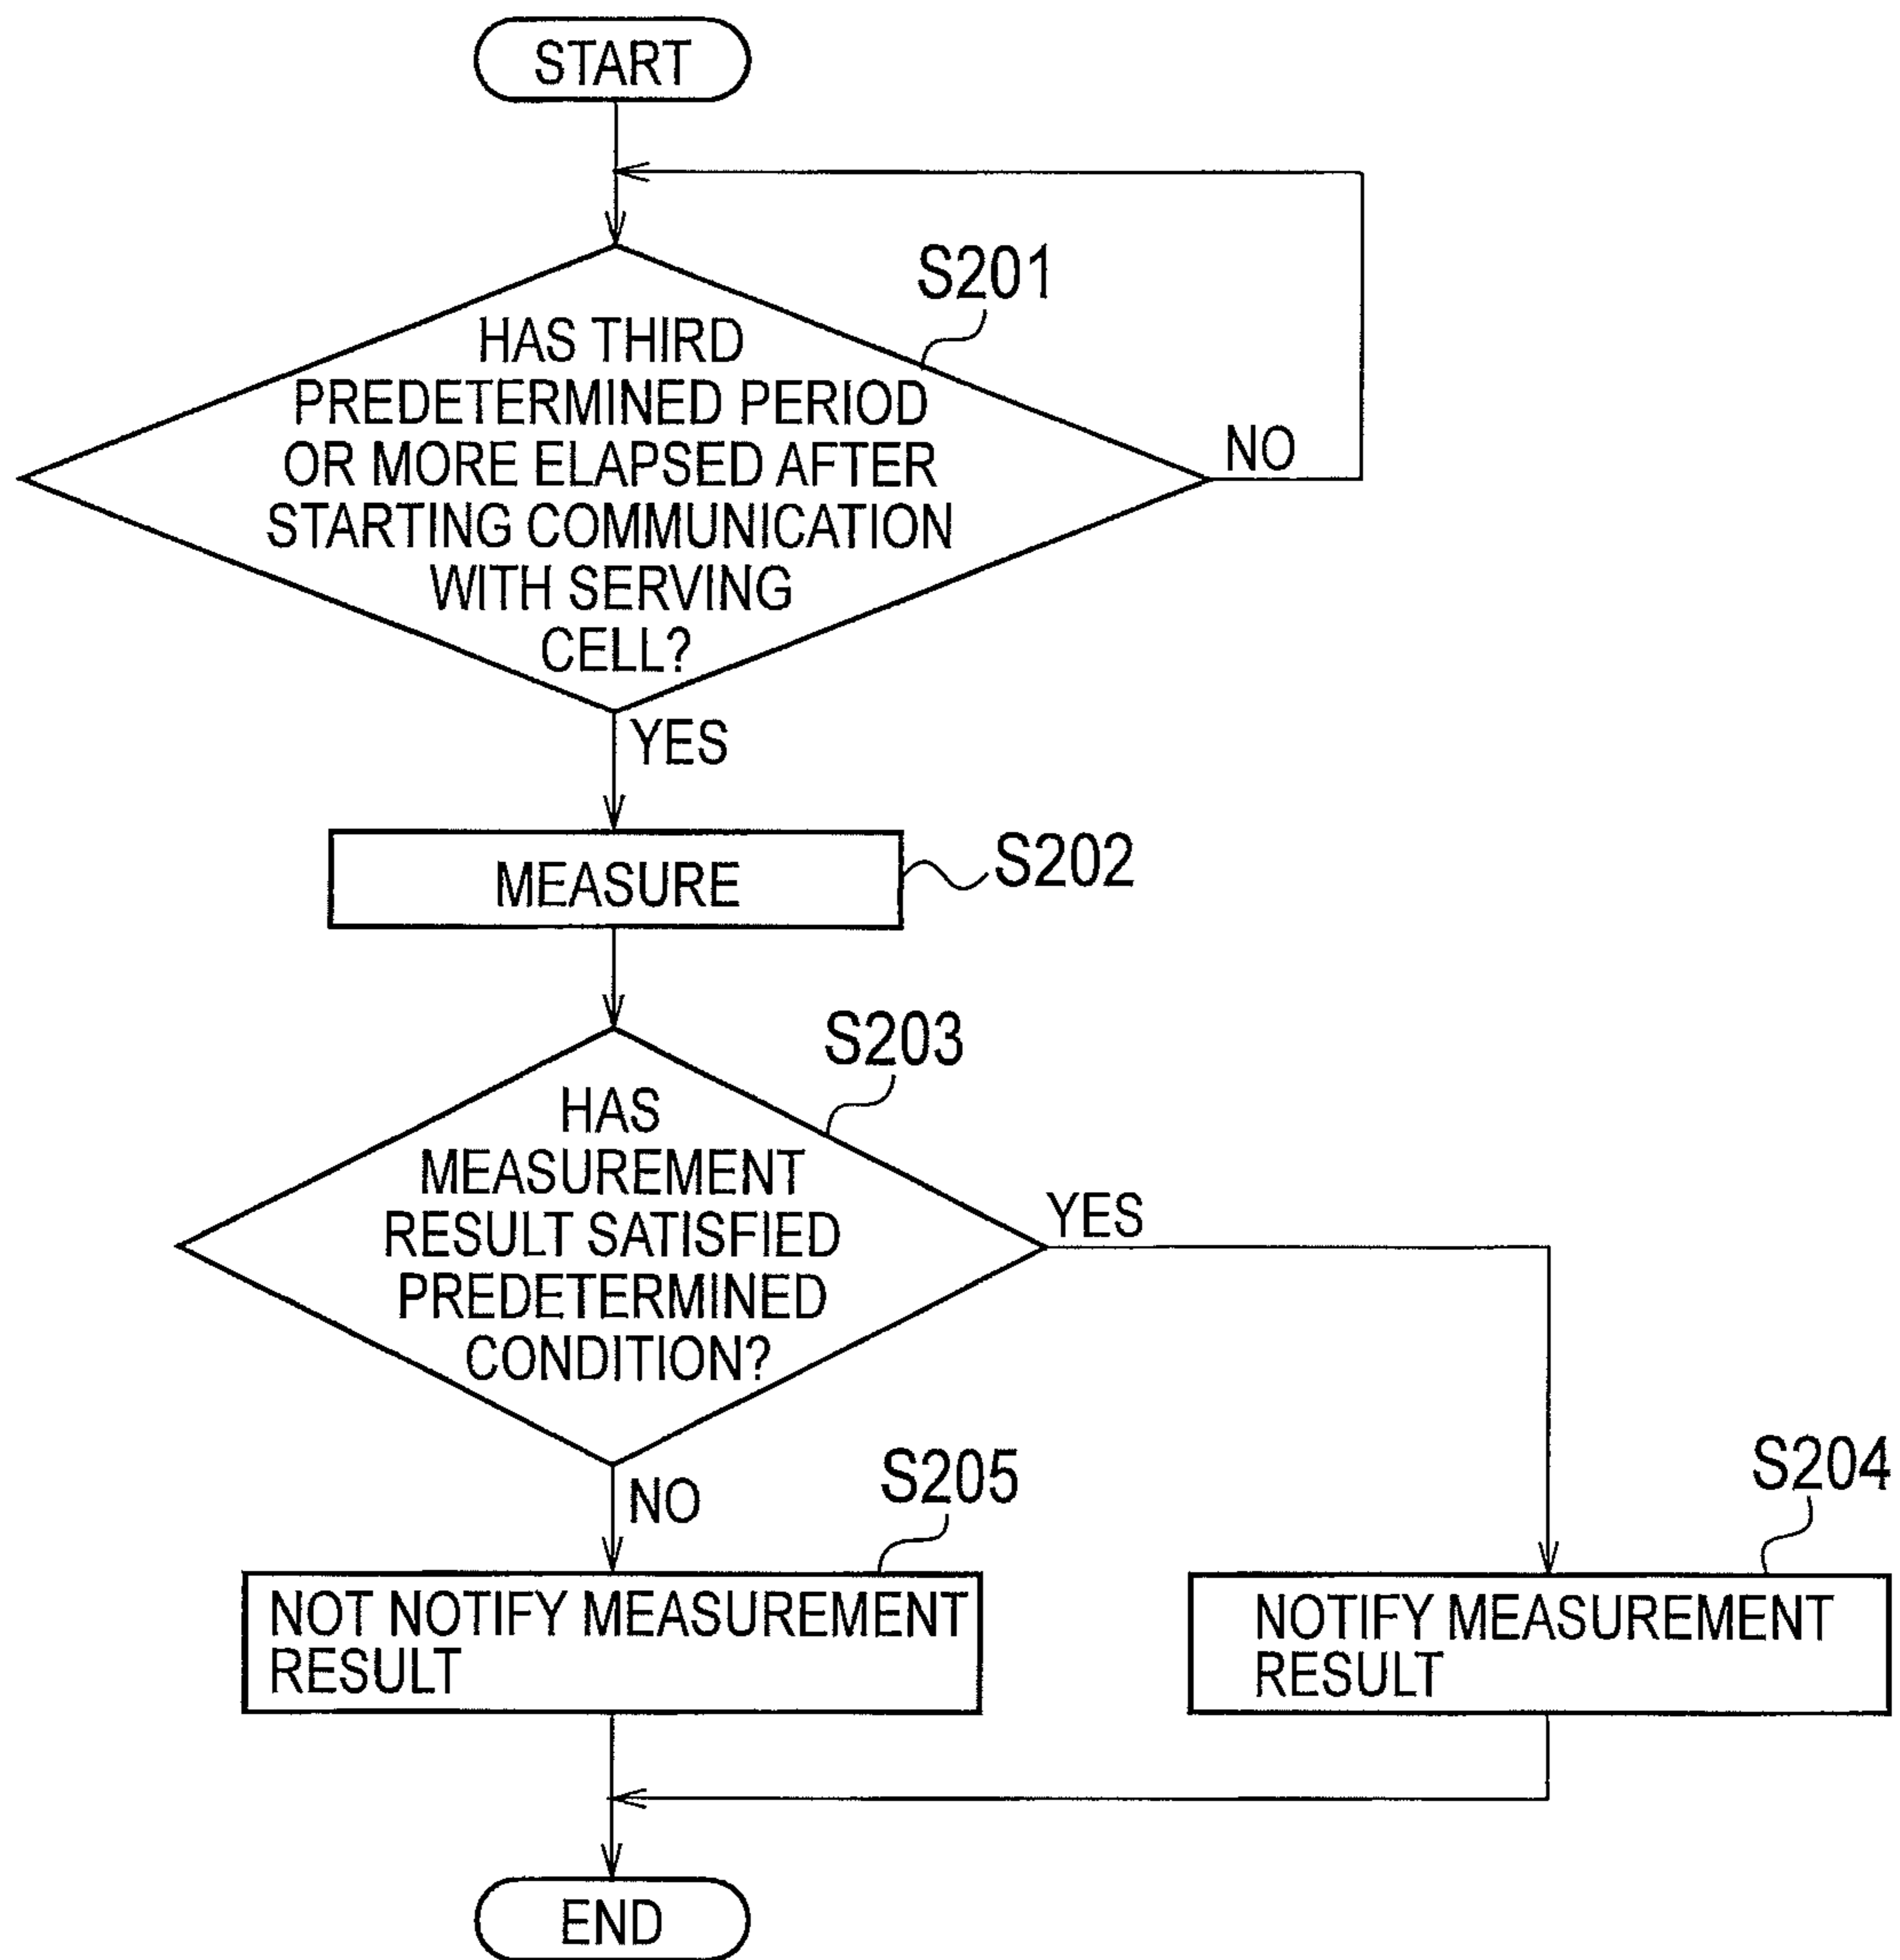 START
S201
HAS THIRD
PREDETERMINED PERIOD
OR MORE ELAPSED AFTER
STARTING COMMUNICATION
WITH SERVING
CELL?
NO
YES
MEASURE
S202
S203
HAS
MEASUREMENT
RESULT SATISFIED
PREDETERMINED
CONDITION?
YES
NO
S205
S204
NOT NOTIFY MEASUREMENT
RESULT
NOTIFY MEASUREMENT
RESULT
END